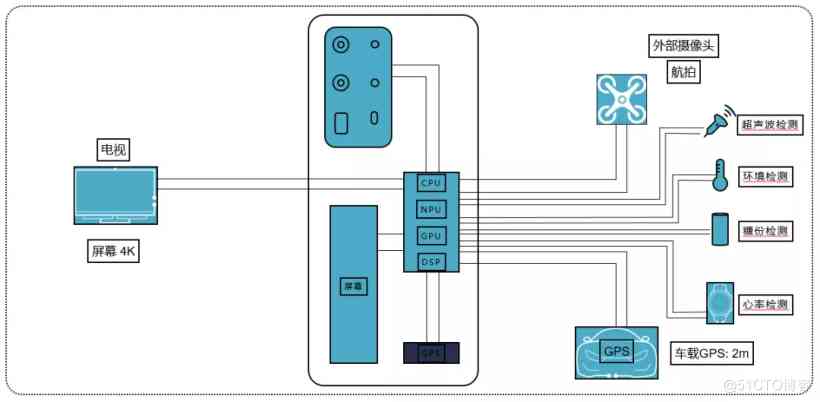 外部摄像头
航拍
超声波检测
电视
CPU
环境检测
NPU
糖份检测
GPU
屏幕 4K
DSP
屏幕
心率检测
GPS
GPS
车载GPS: 2m
@51CTO博客